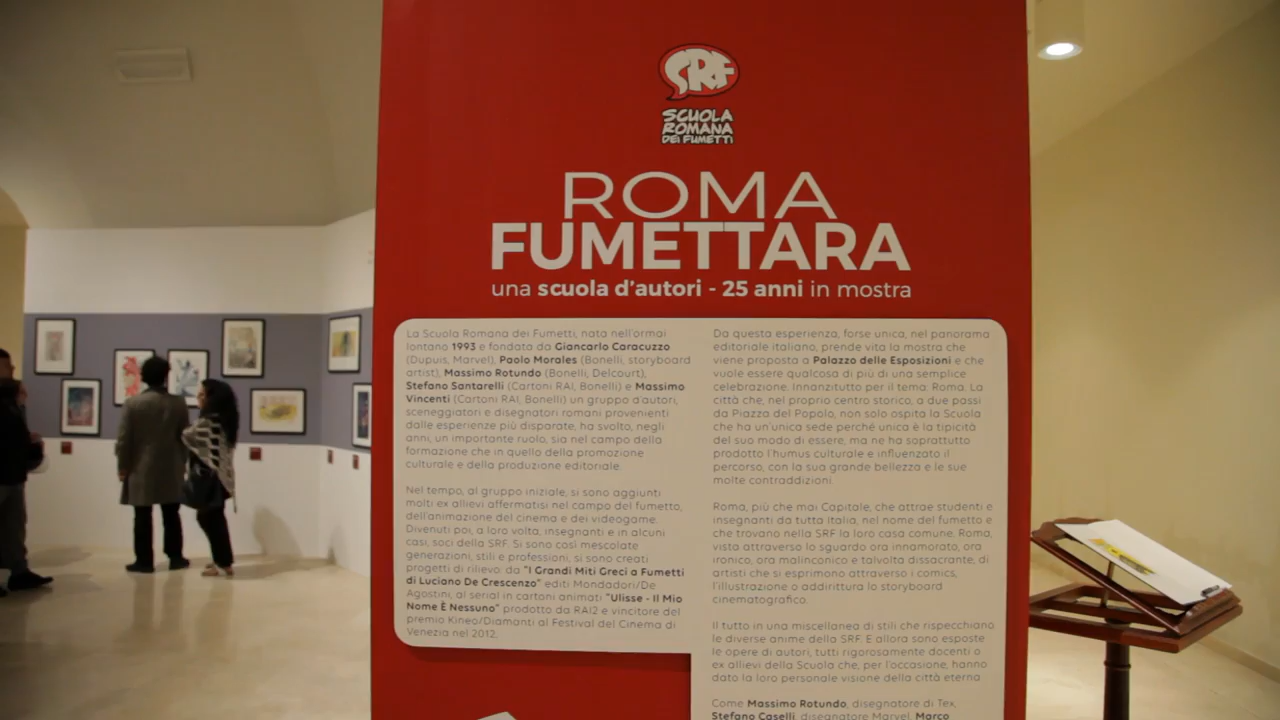 SRF
SCUOLA
ROMANA
DEI FUMETTI
ROMA
FUMETTARA
una scuola d'autori - 25 anni in mostra
La Scuola Romana dei Fumetti, nata nell'ormai
lontano 1993 e fondata da Giancarlo Caracuzzo
(Dupuis, Marvel), Paolo Morales (Bonelli, storyboard
artist), Massimo Rotundo (Bonelli, Delcourt),
Stefano Santarelli (Cartoni RAI, Bonelli) e Massimo
Vincenti (Cartoni RAI, Bonelli) un gruppo d'autori,
sceneggiatori e disegnatori romani provenienti
dalle esperienze più disparate, ha svolto, negli
anni, un importante ruolo, sia nel campo della
formazione che in quello della promozione
culturale e della produzione editoriale.
Nel tempo, al gruppo iniziale, si sono aggiunti
molti ex allievi affermatisi nel campo del fumetto,
dell'animazione del cinema e dei videogame.
Divenuti poi, a loro volta, insegnanti e in alcuni
casi, soci della SRF. Si sono così mescolate
generazioni, stili e professioni, si sono creati
progetti di rilievo: da "I Grandi Miti Greci a Fumetti
di Luciano De Crescenzo" editi Mondadori/De
Agostini, al serial in cartoni animati "Ulisse - Il Mio
Nome È Nessuno" prodotto da RAI2 e vincitore del
premio Kineo/Diamanti al Festival del Cinema di
Venezia nel 2012.
Da questa esperienza, forse unica, nel panorama
editoriale italiano, prende vita la mostra che
viene proposta a Palazzo delle Esposizioni e che
vuole essere qualcosa di più di una semplice
celebrazione. Innanzitutto per il tema: Roma. La
città che, nel proprio centro storico, a due passi
da Piazza del Popolo, non solo ospita la Scuola
che ha un'unica sede perché unica è la tipicità
del suo modo di essere, ma ne ha soprattutto
prodotto l'humus culturale e influenzato il
percorso, con la sua grande bellezza e le sue
molte contraddizioni.
Roma, più che mai Capitale, che attrae studenti e
insegnanti da tutta Italia, nel nome del fumetto e
che trovano nella SRF la loro casa comune. Roma,
vista attraverso lo sguardo ora innamorato, ora
ironico, ora malinconico e talvolta dissacrante, di
artisti che si esprimono attraverso i comics,
l'illustrazione o addirittura lo storyboard
cinematografico.
Il tutto in una miscellanea di stili che rispecchiano
le diverse anime della SRF. E allora sono esposte
le opere di autori, tutti rigorosamente docenti o
ex allievi della Scuola che, per l'occasione, hanno
dato la loro personale visione della città eterna
Come Massimo Rotundo, disegnatore di Tex,
Stefano Caselli, disegnatore Marvel, Marco